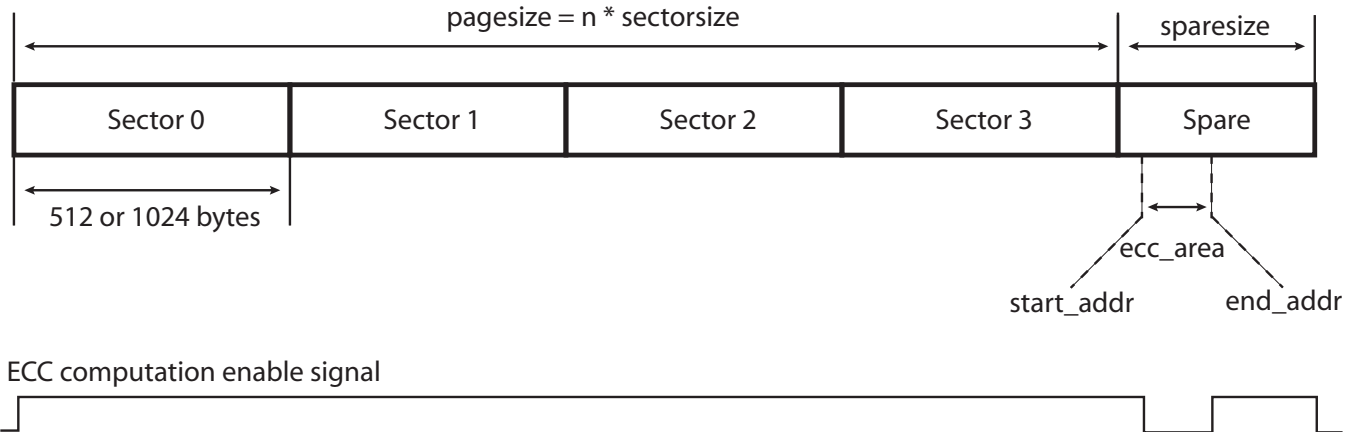 pagesize = n * sectorsize
sparesize
Sector 0
Sector 1
Sector 2
Sector 3
Spare
512 or 1024 bytes
ecc_area
start_addr
end_addr
ECC computation enable signal